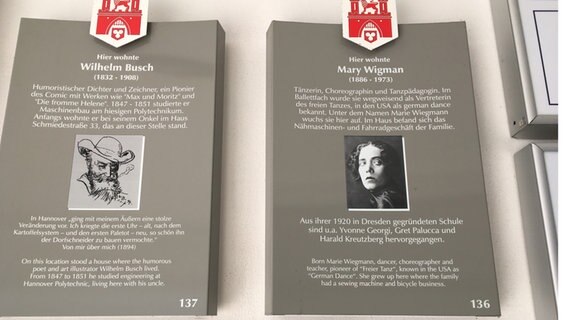 Hier wohnte
Wilhelm Busch
(1832 - 1908)
Humoristischer Dichter und Zeichner, ein Pionier
des Comic mit Werken wie "Max und Moritz" und
"Die fromme Helene". 1847 - 1851 studierte er
Maschinenbau am hiesigen Polytechnikum.
Anfangs wohnte er bei seinem Onkel im Haus
Schmiedestraße 33, das an dieser Stelle stand.
In Hannover „ging mit meinem Äußern eine stolze
Veränderung vor. Ich kriegte die erste Uhr – alt, nach dem
Kartoffelsystem – und den ersten Paletot – neu, so schön ihn
der Dorfschneider zu bauen vermochte."
Von mir über mich (1894)
On this location stood a house where the humorous
poet and art illustrator Wilhelm Busch lived.
From 1847 to 1851 he studied engineering at
Hannover Polytechnic, living here with his uncle.
137
Hier wohnte
Mary Wigman
(1886 - 1973)
Tänzerin, Choreographin und Tanzpädagogin. Im
Ballettfach wurde sie wegweisend als Vertreterin
des freien Tanzes, in den USA als german dance
bekannt. Unter dem Namen Marie Wiegmann
wuchs sie hier auf. Im Haus befand sich das
Nähmaschinen- und Fahrradgeschäft der Familie.
Aus ihrer 1920 in Dresden gegründeten Schule
sind u.a. Yvonne Georgi, Gret Palucca und
Harald Kreutzberg hervorgegangen.
Born Marie Wiegmann, dancer, choreographer and
teacher, pioneer of "Freier Tanz", known in the USA as
"German Dance". She grew up here where the family
had a sewing machine and bicycle business.
136